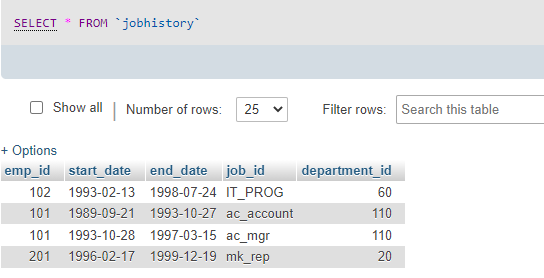 SELECT * FROM `jobhistory`
Show all | Number of rows: 25 Filter rows: Search this table
+ Options
emp_id start_date end_date job_id department_id
102 1993-02-13 1998-07-24 IT_PROG 60
101 1989-09-21 1993-10-27 ac_account 110
101 1993-10-28 1997-03-15 ac_mgr 110
201 1996-02-17 1999-12-19 mk_rep 20